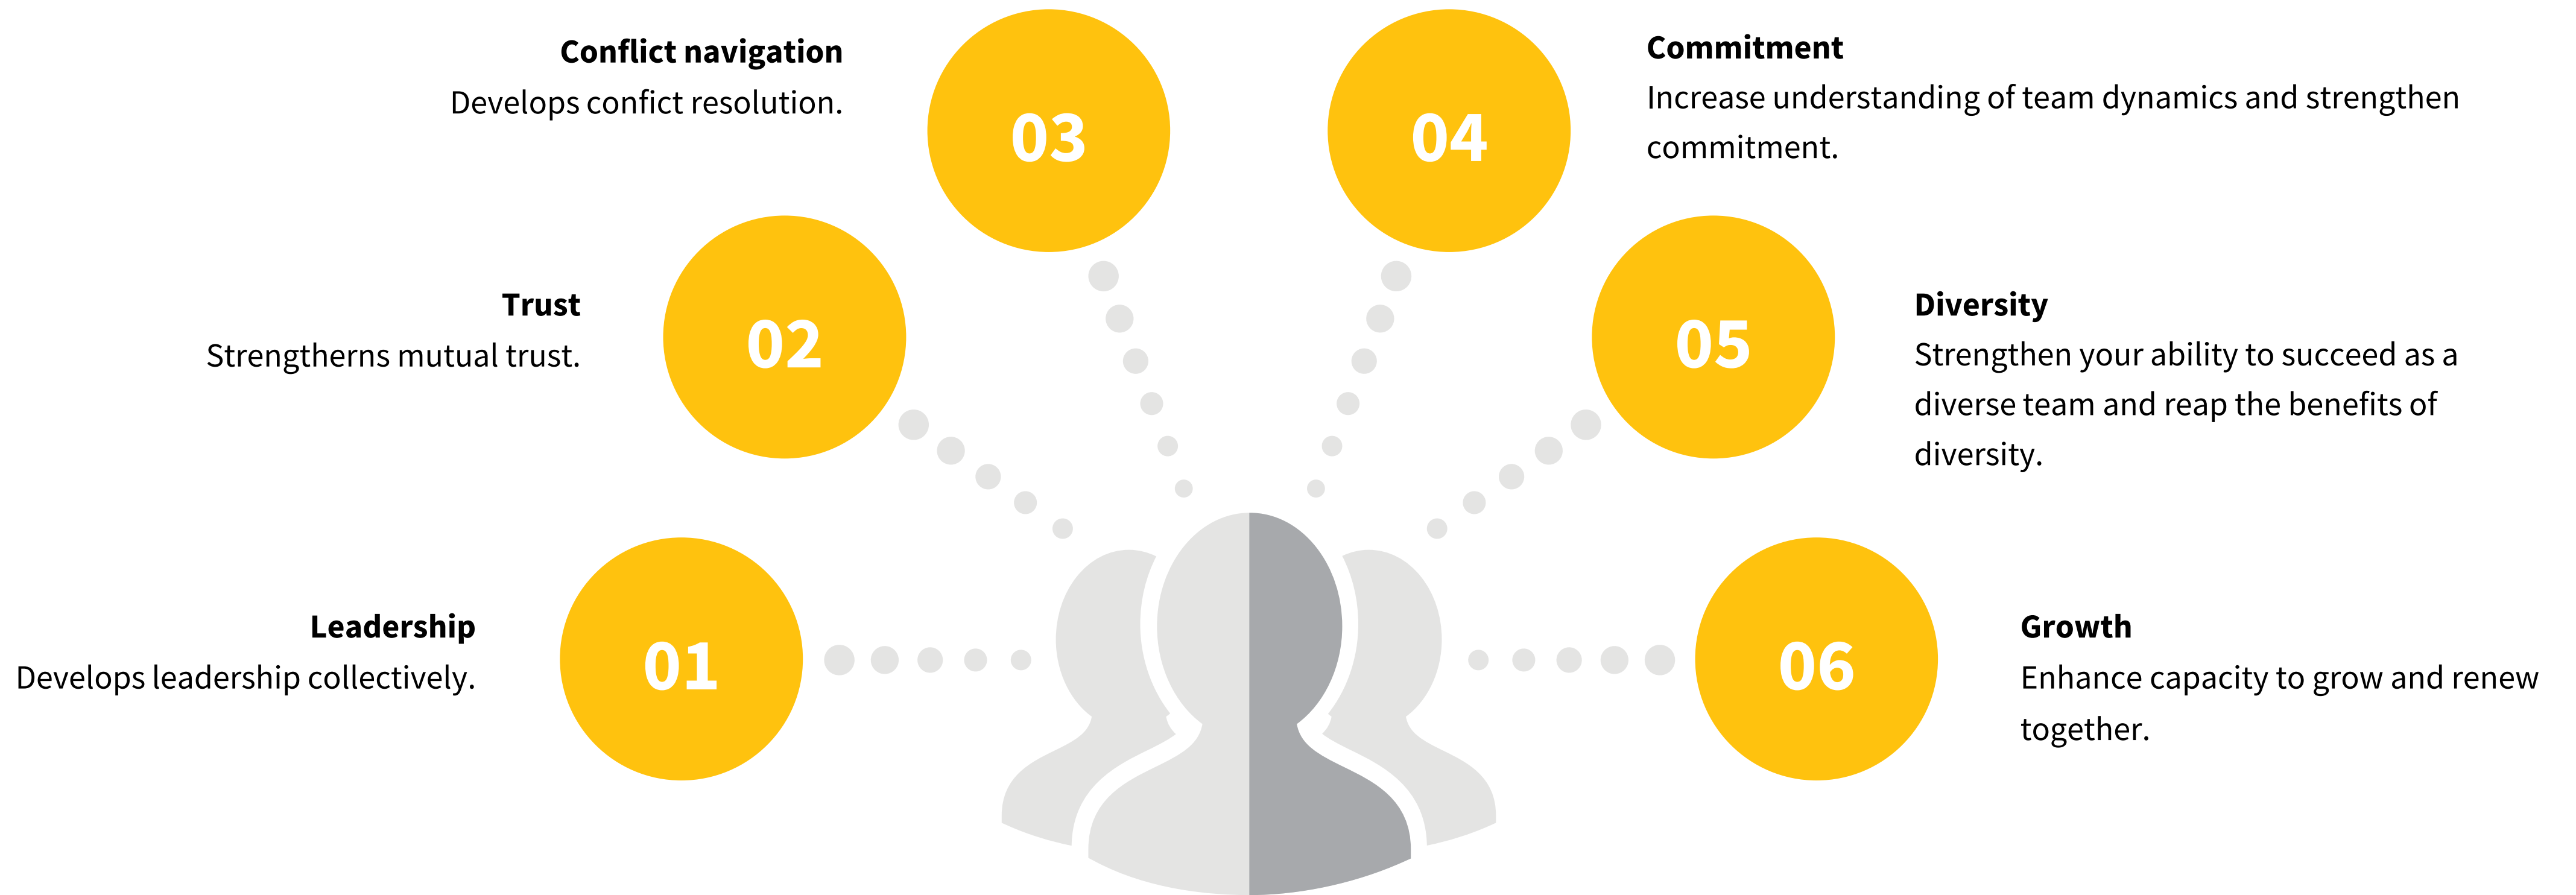 01
Leadership
Develops leadership collectively.
02
Trust
Strengtherns mutual trust.
03
Conflict navigation
Develops confict resolution.
04
Commitment
Increase understanding of team dynamics and strengthen
commitment.
05
Diversity
Strengthen your ability to succeed as a
diverse team and reap the benefits of
diversity.
06
Growth
Enhance capacity to grow and renew
together.